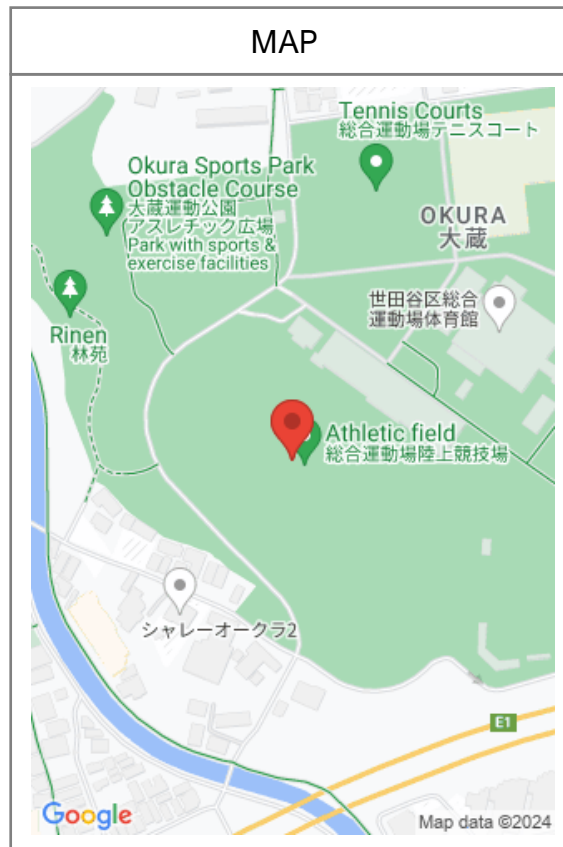 MAP
Tennis Courts
総合運動場テニスコート
Okura Sports Park
Obstacle Course
大蔵運動公園
アスレチック広場
Park with sports &
exercise facilities
OKURA
大蔵
世田谷区総合
運動場体育館
Rinen
林苑
Athletic field
総合運動場陸上競技場
シャレーオークラ2
E1
Google
Map data ©2024